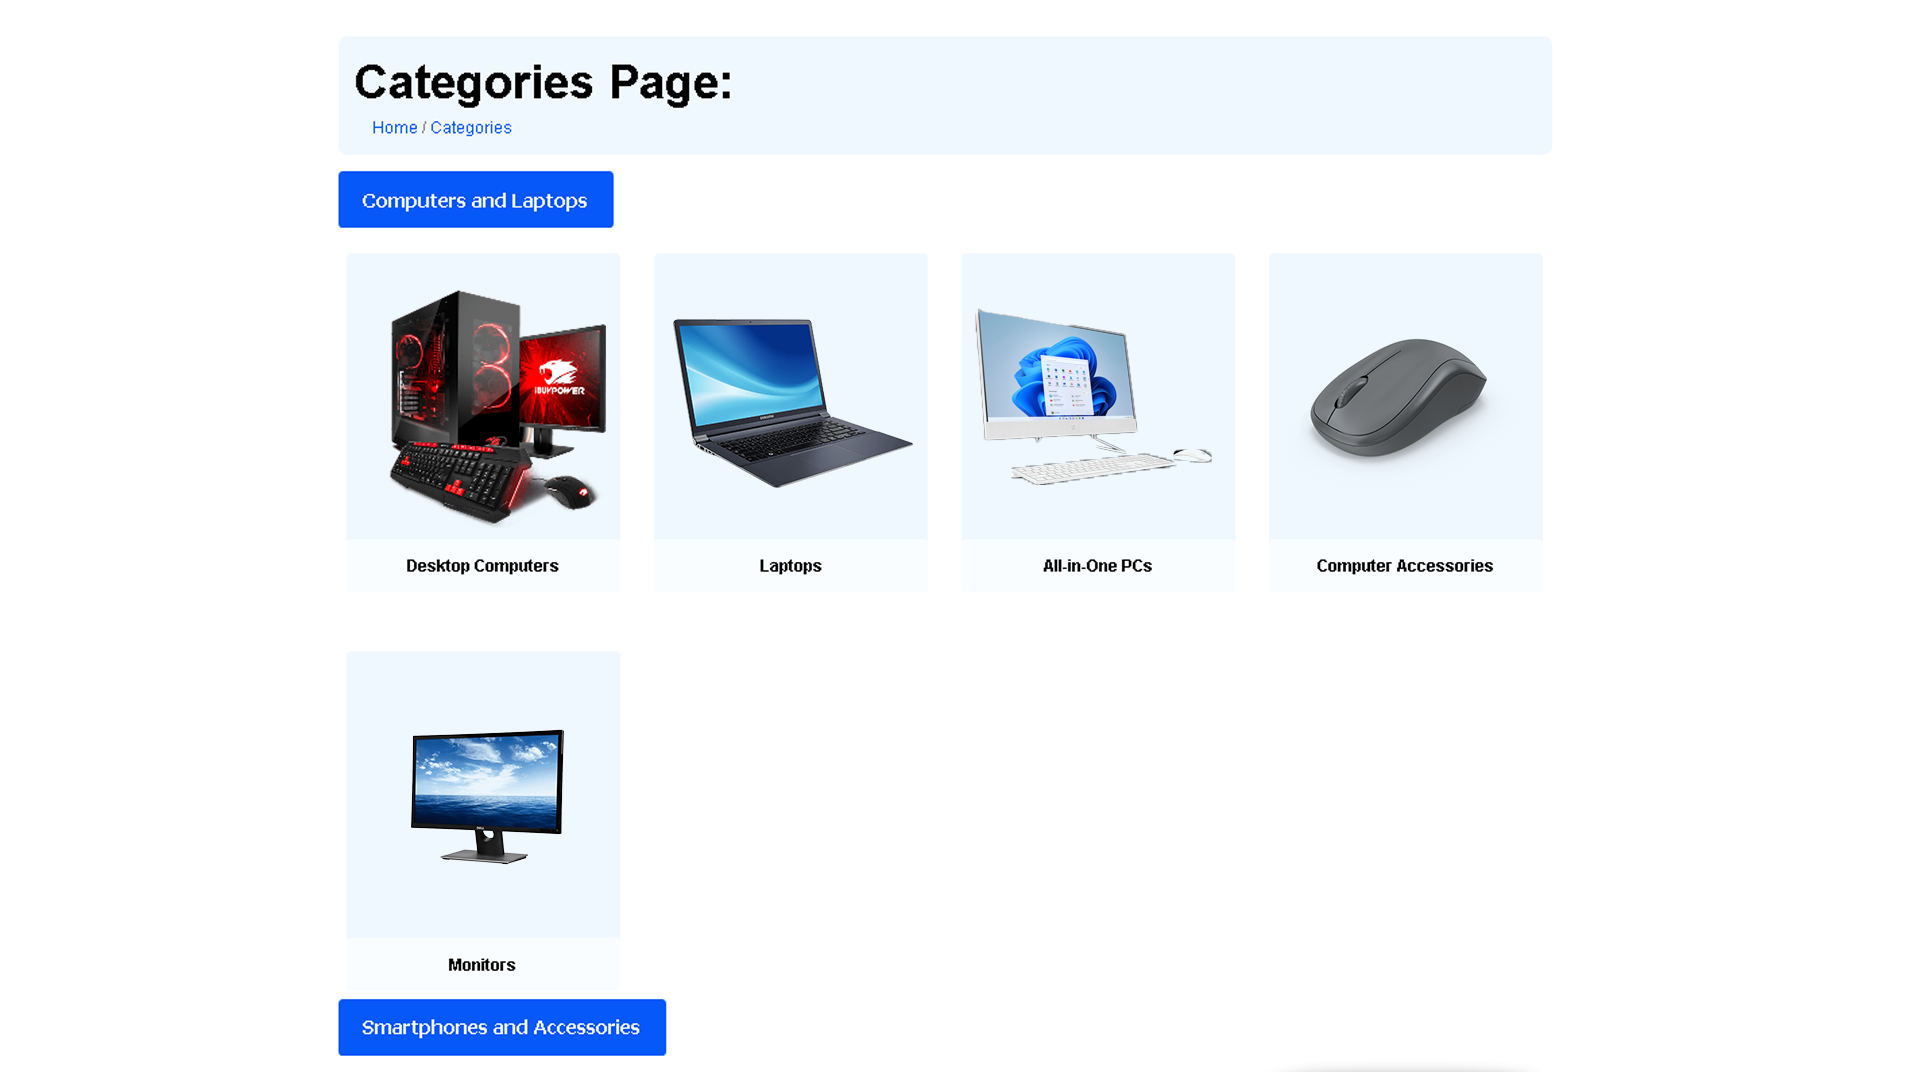 Categories Page:
Home / Categories
Computers and Laptops
iBUYPOWER
Desktop Computers
Laptops
All-in-One PCs
Computer Accessories
Monitors
Smartphones and Accessories